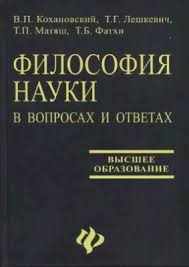 В.П. Кохановский, Т.Г. Лешкевич,
Т.П. Матяш, Т.Б. Фатхи
ФИЛОСОФИЯ
НАУКИ
В ВОПРОСАХ И ОТВЕТАХ
ВЫСШЕЕ
ОБРАЗОВАНИЕ